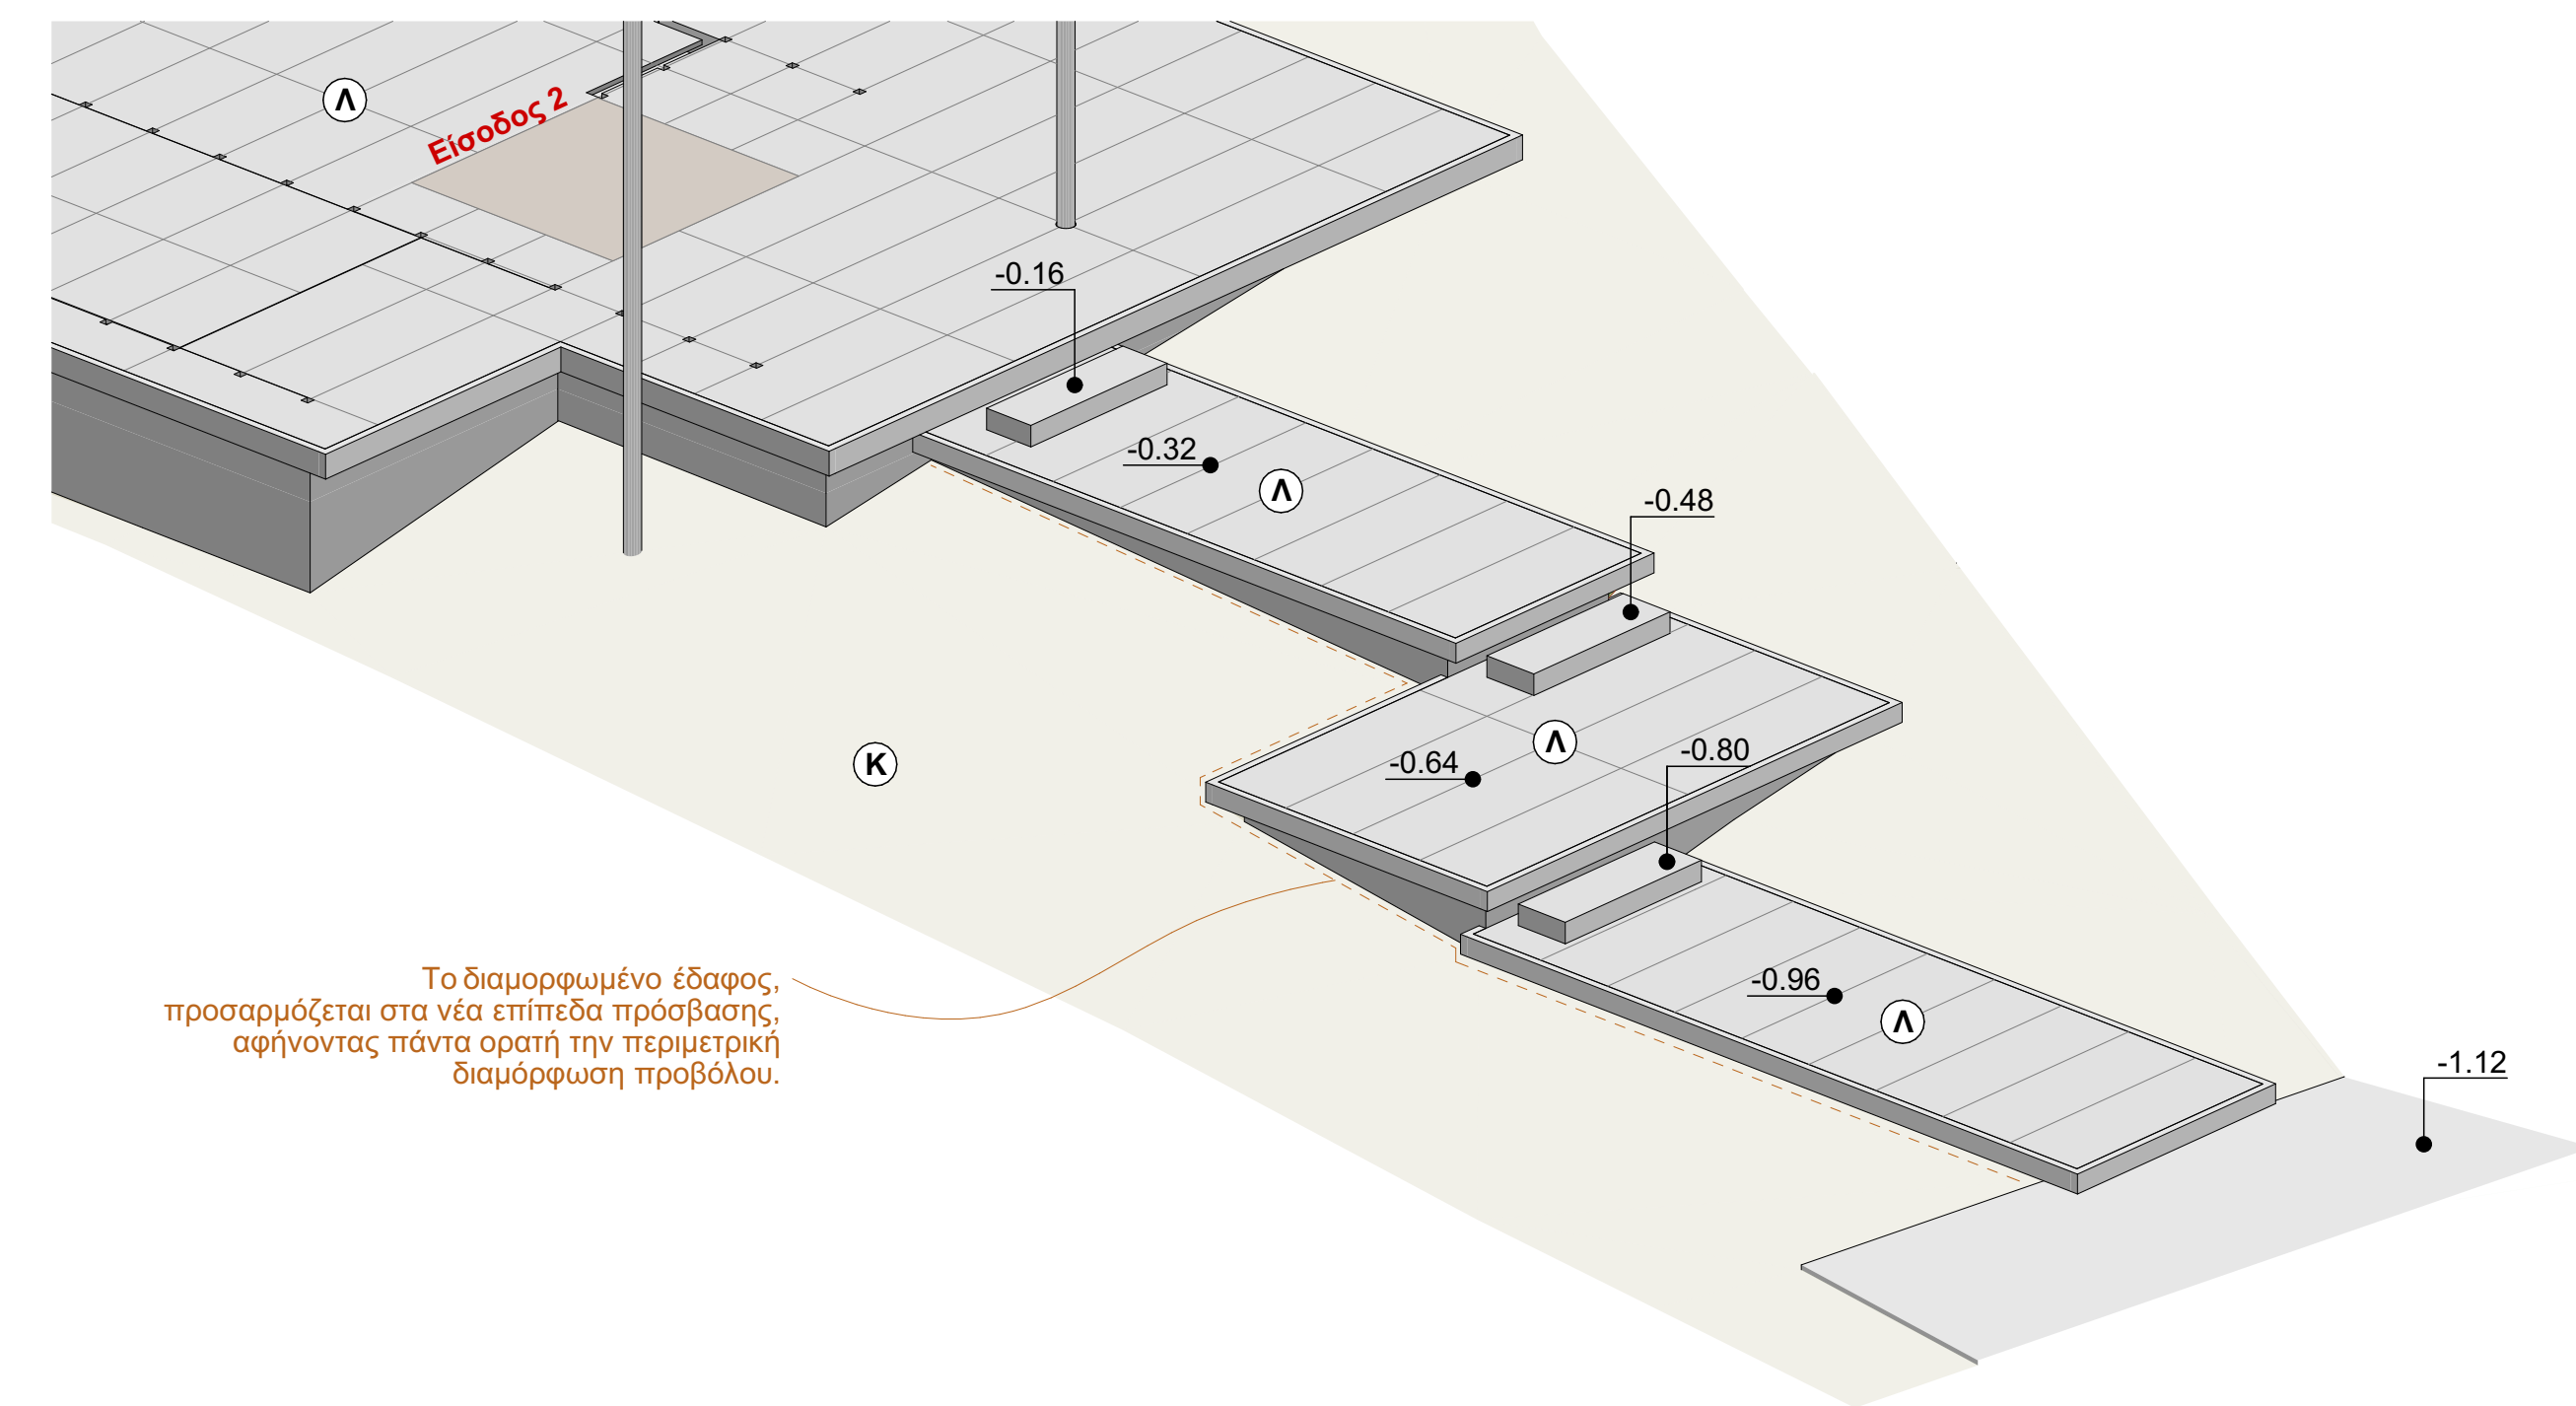 Λ
Είσοδος 2
-0.16
-0.32
Λ
-0.48
Λ
-0.64
-0.80
Κ
-0.96
Λ
Το διαμορφωμένο έδαφος,
προσαρμόζεται στα νέα επίπεδα πρόσβασης,
αφήνοντας πάντα ορατή την περιμετρική
διαμόρφωση προβόλου.
-1.12